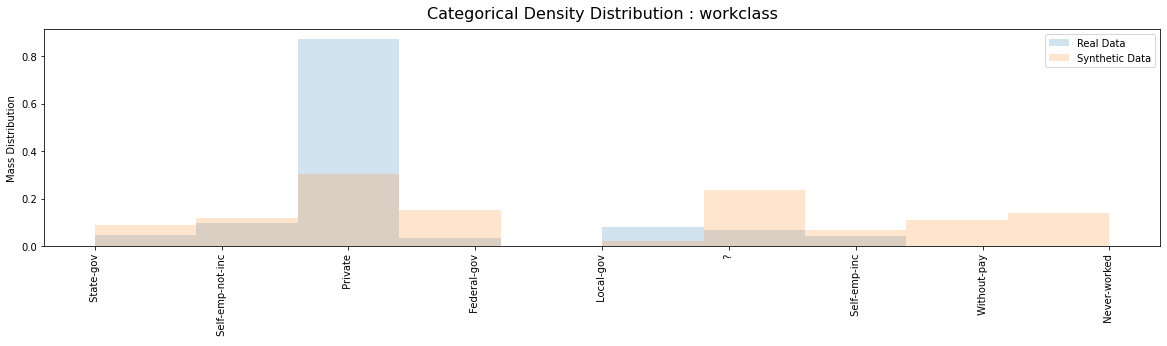 Categorical Density Distribution : workclass
Real Data
Synthetic Data
Mass Distribution
0.8
0.6
0.4
0.2
0.0
State-gov
Self-emp-not-inc
Private
Federal-gov
Local-gov
?
Self-emp-inc
Without-pay
Never-worked